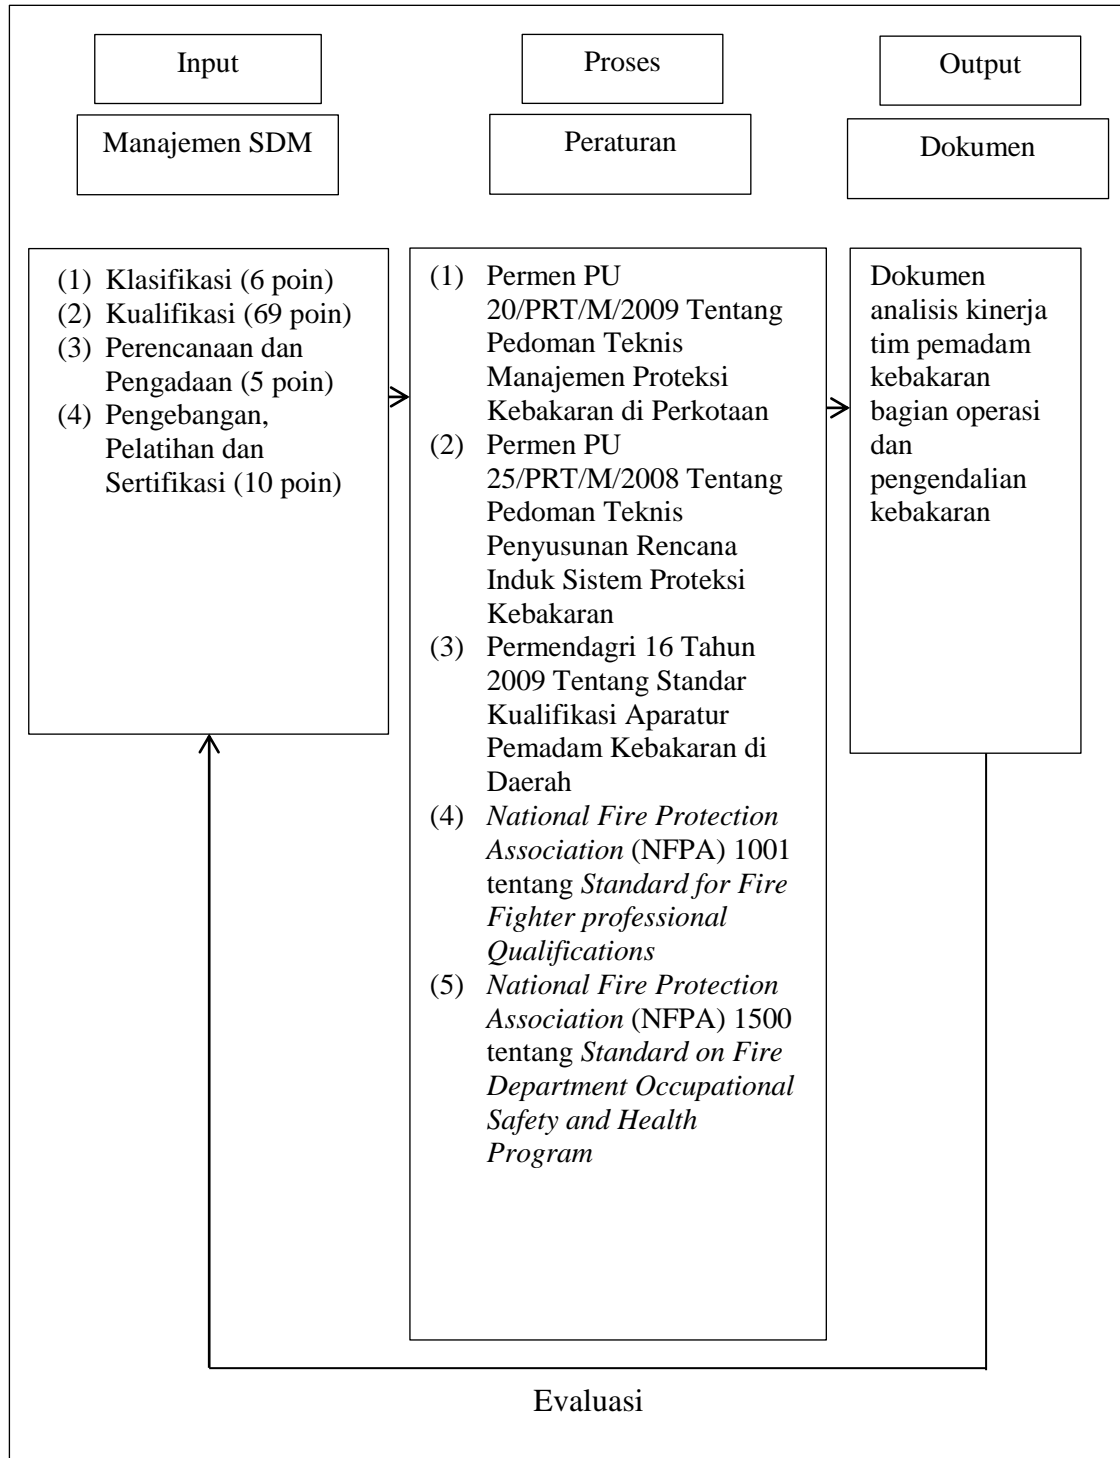 Input
Proses
Output
Manajemen SDM
Peraturan
Dokumen
(1) Klasifikasi (6 poin)
(2) Kualifikasi (69 poin)
(3) Perencanaan dan
Pengadaan (5 poin)
(4) Pengebangan,
Pelatihan dan
Sertifikasi (10 poin)
(1) Permen PU
20/PRT/M/2009 Tentang
Pedoman Teknis
Manajemen Proteksi
Kebakaran di Perkotaan
(2) Permen PU
25/PRT/M/2008 Tentang
Pedoman Teknis
Penyusunan Rencana
Induk Sistem Proteksi
Kebakaran
(3) Permendagri 16 Tahun
2009 Tentang Standar
Kualifikasi Aparatur
Pemadam Kebakaran di
Daerah
(4) National Fire Protection
Association (NFPA) 1001
tentang Standard for Fire
Fighter professional
Qualifications
(5) National Fire Protection
Association (NFPA) 1500
tentang Standard on Fire
Department Occupational
Safety and Health
Program
Dokumen
analisis kinerja
tim pemadam
kebakaran
bagian operasi
dan
pengendalian
kebakaran
Evaluasi